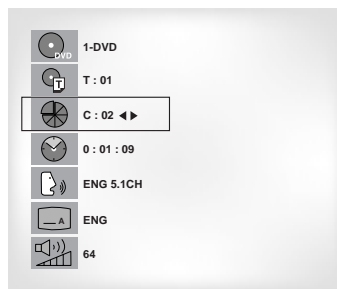 DVD 1-DVD
T T : 01
C : 02 ◀ ▶
0 : 01 : 09
ENG 5.1CH
A ENG
64